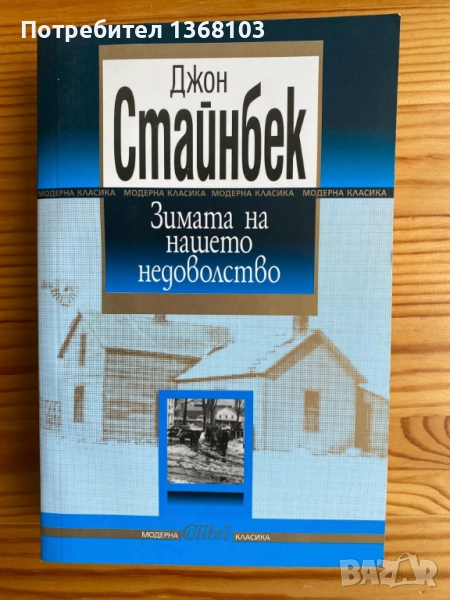 Потребител 1368103
Джон
Стайнбек
МОДЕРНА КЛАСИКА МОДЕРНА КЛАСИКА МОДЕРНА КЛАСИКА МОДЕРНА КЛАСИКА
Зимата на
нашето
недоволство
МОДЕРНА Colibri КЛАСИКА
BAZAR